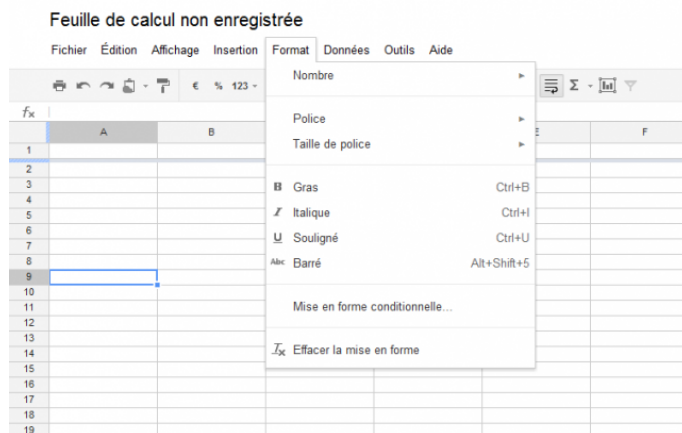 Feuille de calcul non enregistrée
Fichier Édition Affichage Insertion Format Données Outils Aide
€ % 123 Σ
fx
A B E F
Nombre
Police
Taille de police
B Gras Ctrl+B
I Italique Ctrl+I
U Souligné Ctrl+U
Abc Barré Alt+Shift+5
Mise en forme conditionnelle...
Effacer la mise en forme
1
2
3
4
5
6
7
8
9
10
11
12
13
14
15
16
17
18
19